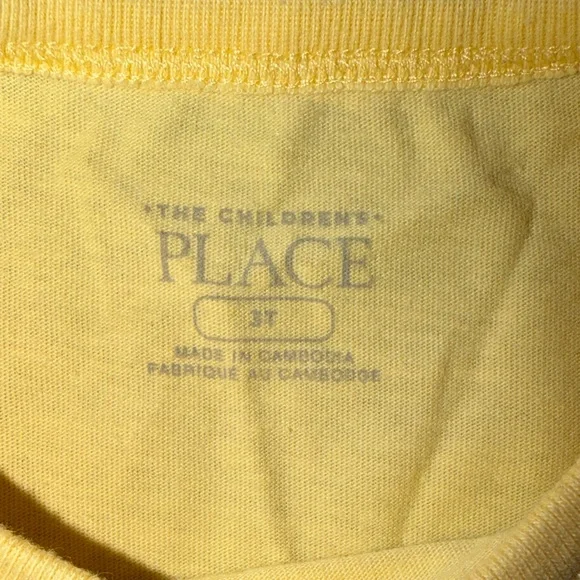 •THE CHILDREN'S•
PLACE
3T
MADE IN CAMBODIA
FABRIQUÉ AU CAMBODGE